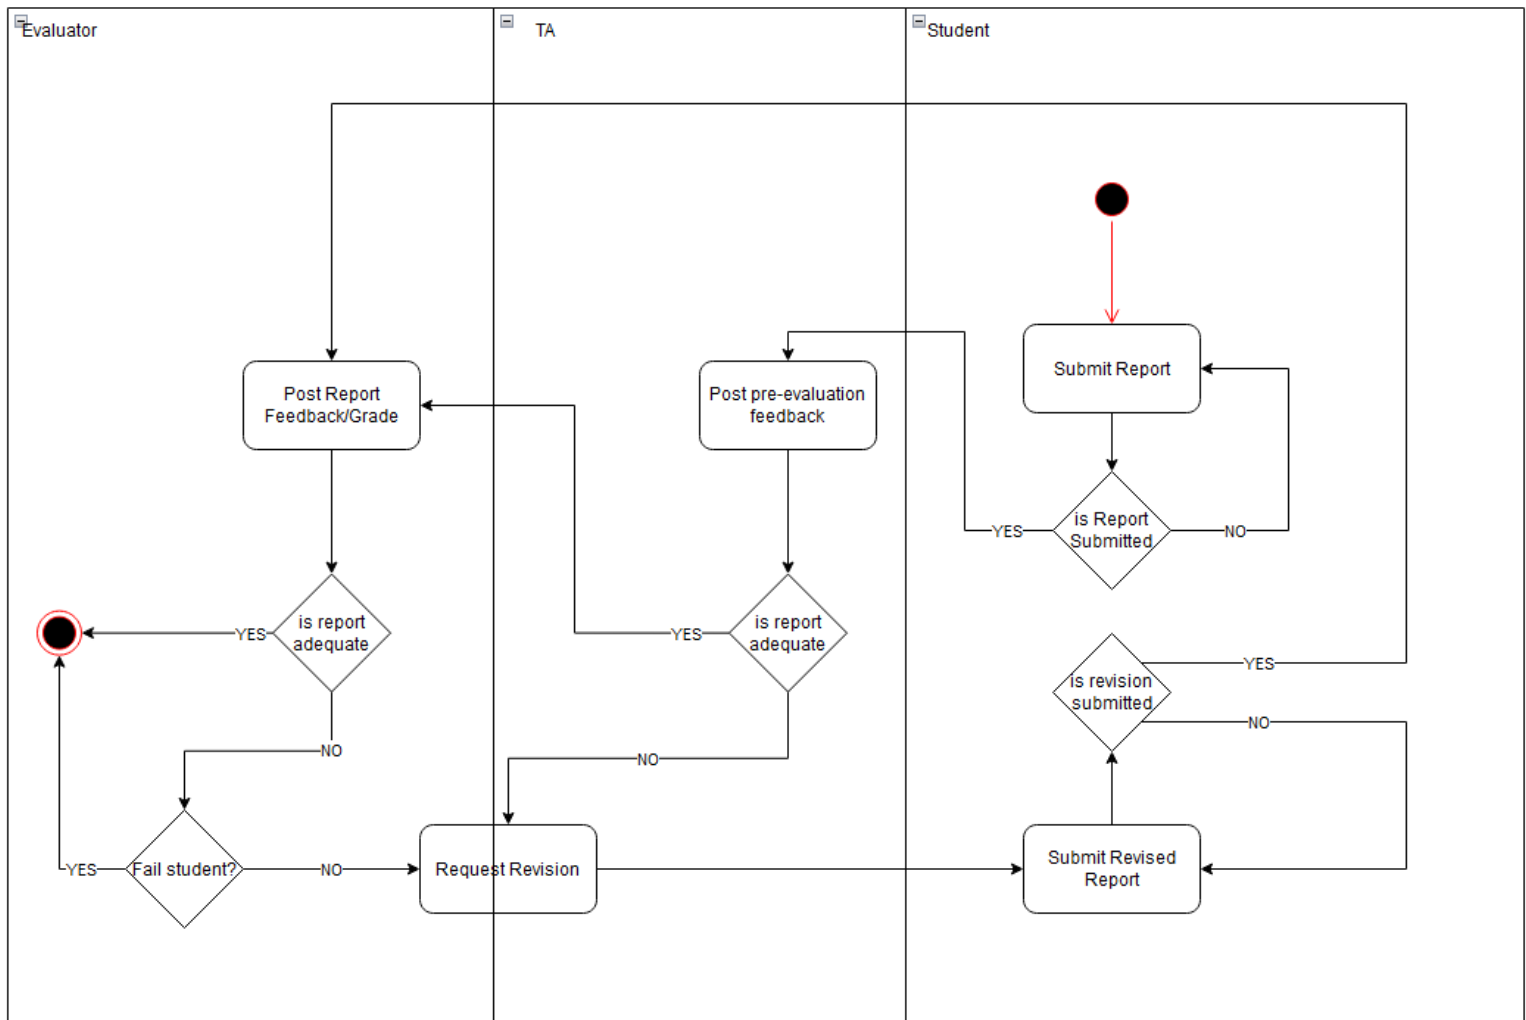 Evaluator
TA
Student
Submit Report
Post Report
Feedback/Grade
Post pre-evaluation
feedback
is Report
Submitted
YES
NO
is report
adequate
YES
is report
adequate
YES
is revision
submitted
YES
NO
NO
NO
Fail student?
YES
NO
Request Revision
Submit Revised
Report